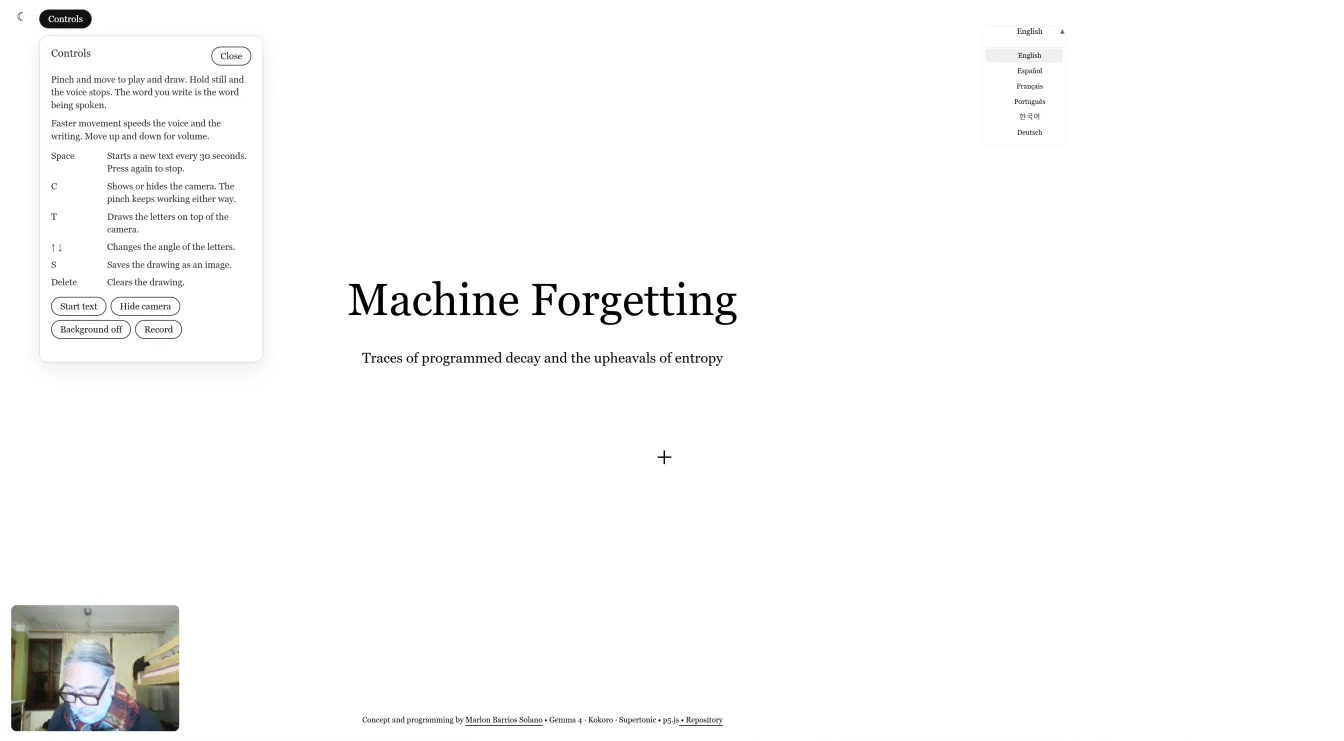 ☾ Controls
Controls
Close
Pinch and move to play and draw. Hold still and
the voice stops. The word you write is the word
being spoken.
Faster movement speeds the voice and the
writing. Move up and down for volume.
Space Starts a new text every 30 seconds.
Press again to stop.
C Shows or hides the camera. The
pinch keeps working either way.
T Draws the letters on top of the
camera.
↑ ↓ Changes the angle of the letters.
S Saves the drawing as an image.
Delete Clears the drawing.
Start text Hide camera
Background off Record
English ▲
English
Español
Français
Português
한국어
Deutsch
Machine Forgetting
Traces of programmed decay and the upheavals of entropy
Concept and programming by Marlon Barrios Solano • Gemma 4 · Kokoro · Supertonic • p5.js • Repository